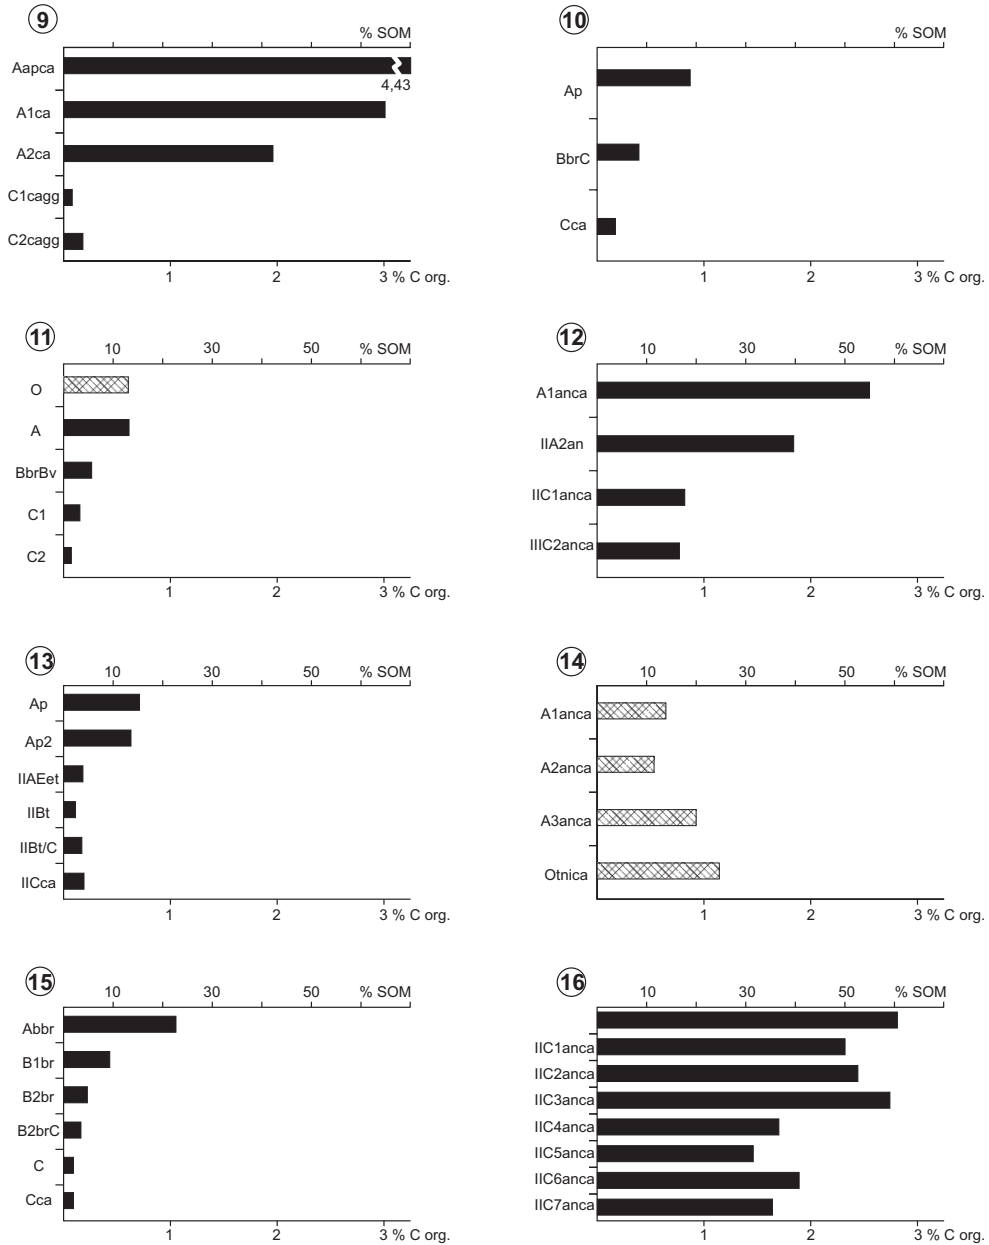 9
% SOM
Aapca
4,43
A1ca
A2ca
C1cagg
C2cagg
1 2 3 % C org.
10
% SOM
Ap
BbrC
Cca
1 2 3 % C org.
11
10 30 50 % SOM
O
A
BbrBv
C1
C2
1 2 3 % C org.
12
10 30 50 % SOM
A1anca
IIA2an
IIC1anca
IIIC2anca
1 2 3 % C org.
13
10 30 50 % SOM
Ap
Ap2
IIAEet
IIBt
IIBt/C
IICca
1 2 3 % C org.
14
10 30 50 % SOM
A1anca
A2anca
A3anca
Otnica
1 2 3 % C org.
15
10 30 50 % SOM
Abbr
B1br
B2br
B2brC
C
Cca
1 2 3 % C org.
16
10 30 50 % SOM
IIC1anca
IIC2anca
IIC3anca
IIC4anca
IIC5anca
IIC6anca
IIC7anca
1 2 3 % C org.